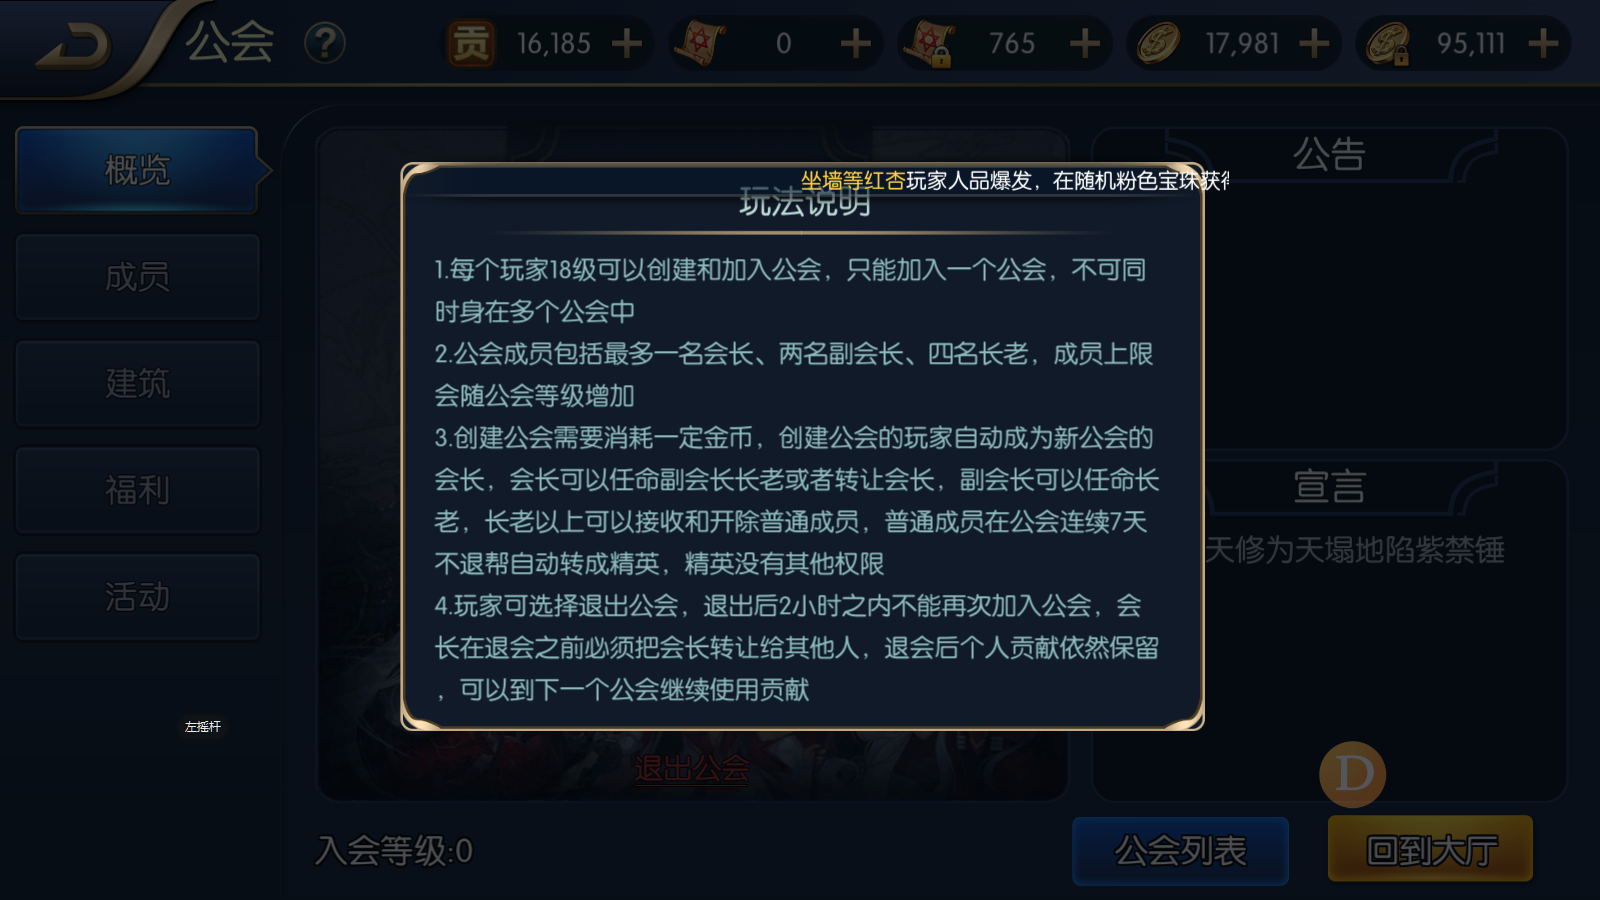 公会
?
贡 16,185
0
765
17,981
95,111
概览
成员
建筑
福利
活动
左摇杆
公告
坐墙等红杏玩家人品爆发，在随机粉色宝珠获得
玩法说明
1.每个玩家18级可以创建和加入公会，只能加入一个公会，不可同
时身在多个公会中
2.公会成员包括最多一名会长、两名副会长、四名长老，成员上限
会随公会等级增加
3.创建公会需要消耗一定金币，创建公会的玩家自动成为新公会的
会长，会长可以任命副会长长老或者转让会长，副会长可以任命长
老，长老以上可以接收和开除普通成员，普通成员在公会连续7天
不退帮自动转成精英，精英没有其他权限
4.玩家可选择退出公会，退出后2小时之内不能再次加入公会，会
长在退会之前必须把会长转让给其他人，退会后个人贡献依然保留
，可以到下一个公会继续使用贡献
宣言
天修为天塌地陷紫禁锤
退出公会
D
入会等级:0
公会列表
回到大厅